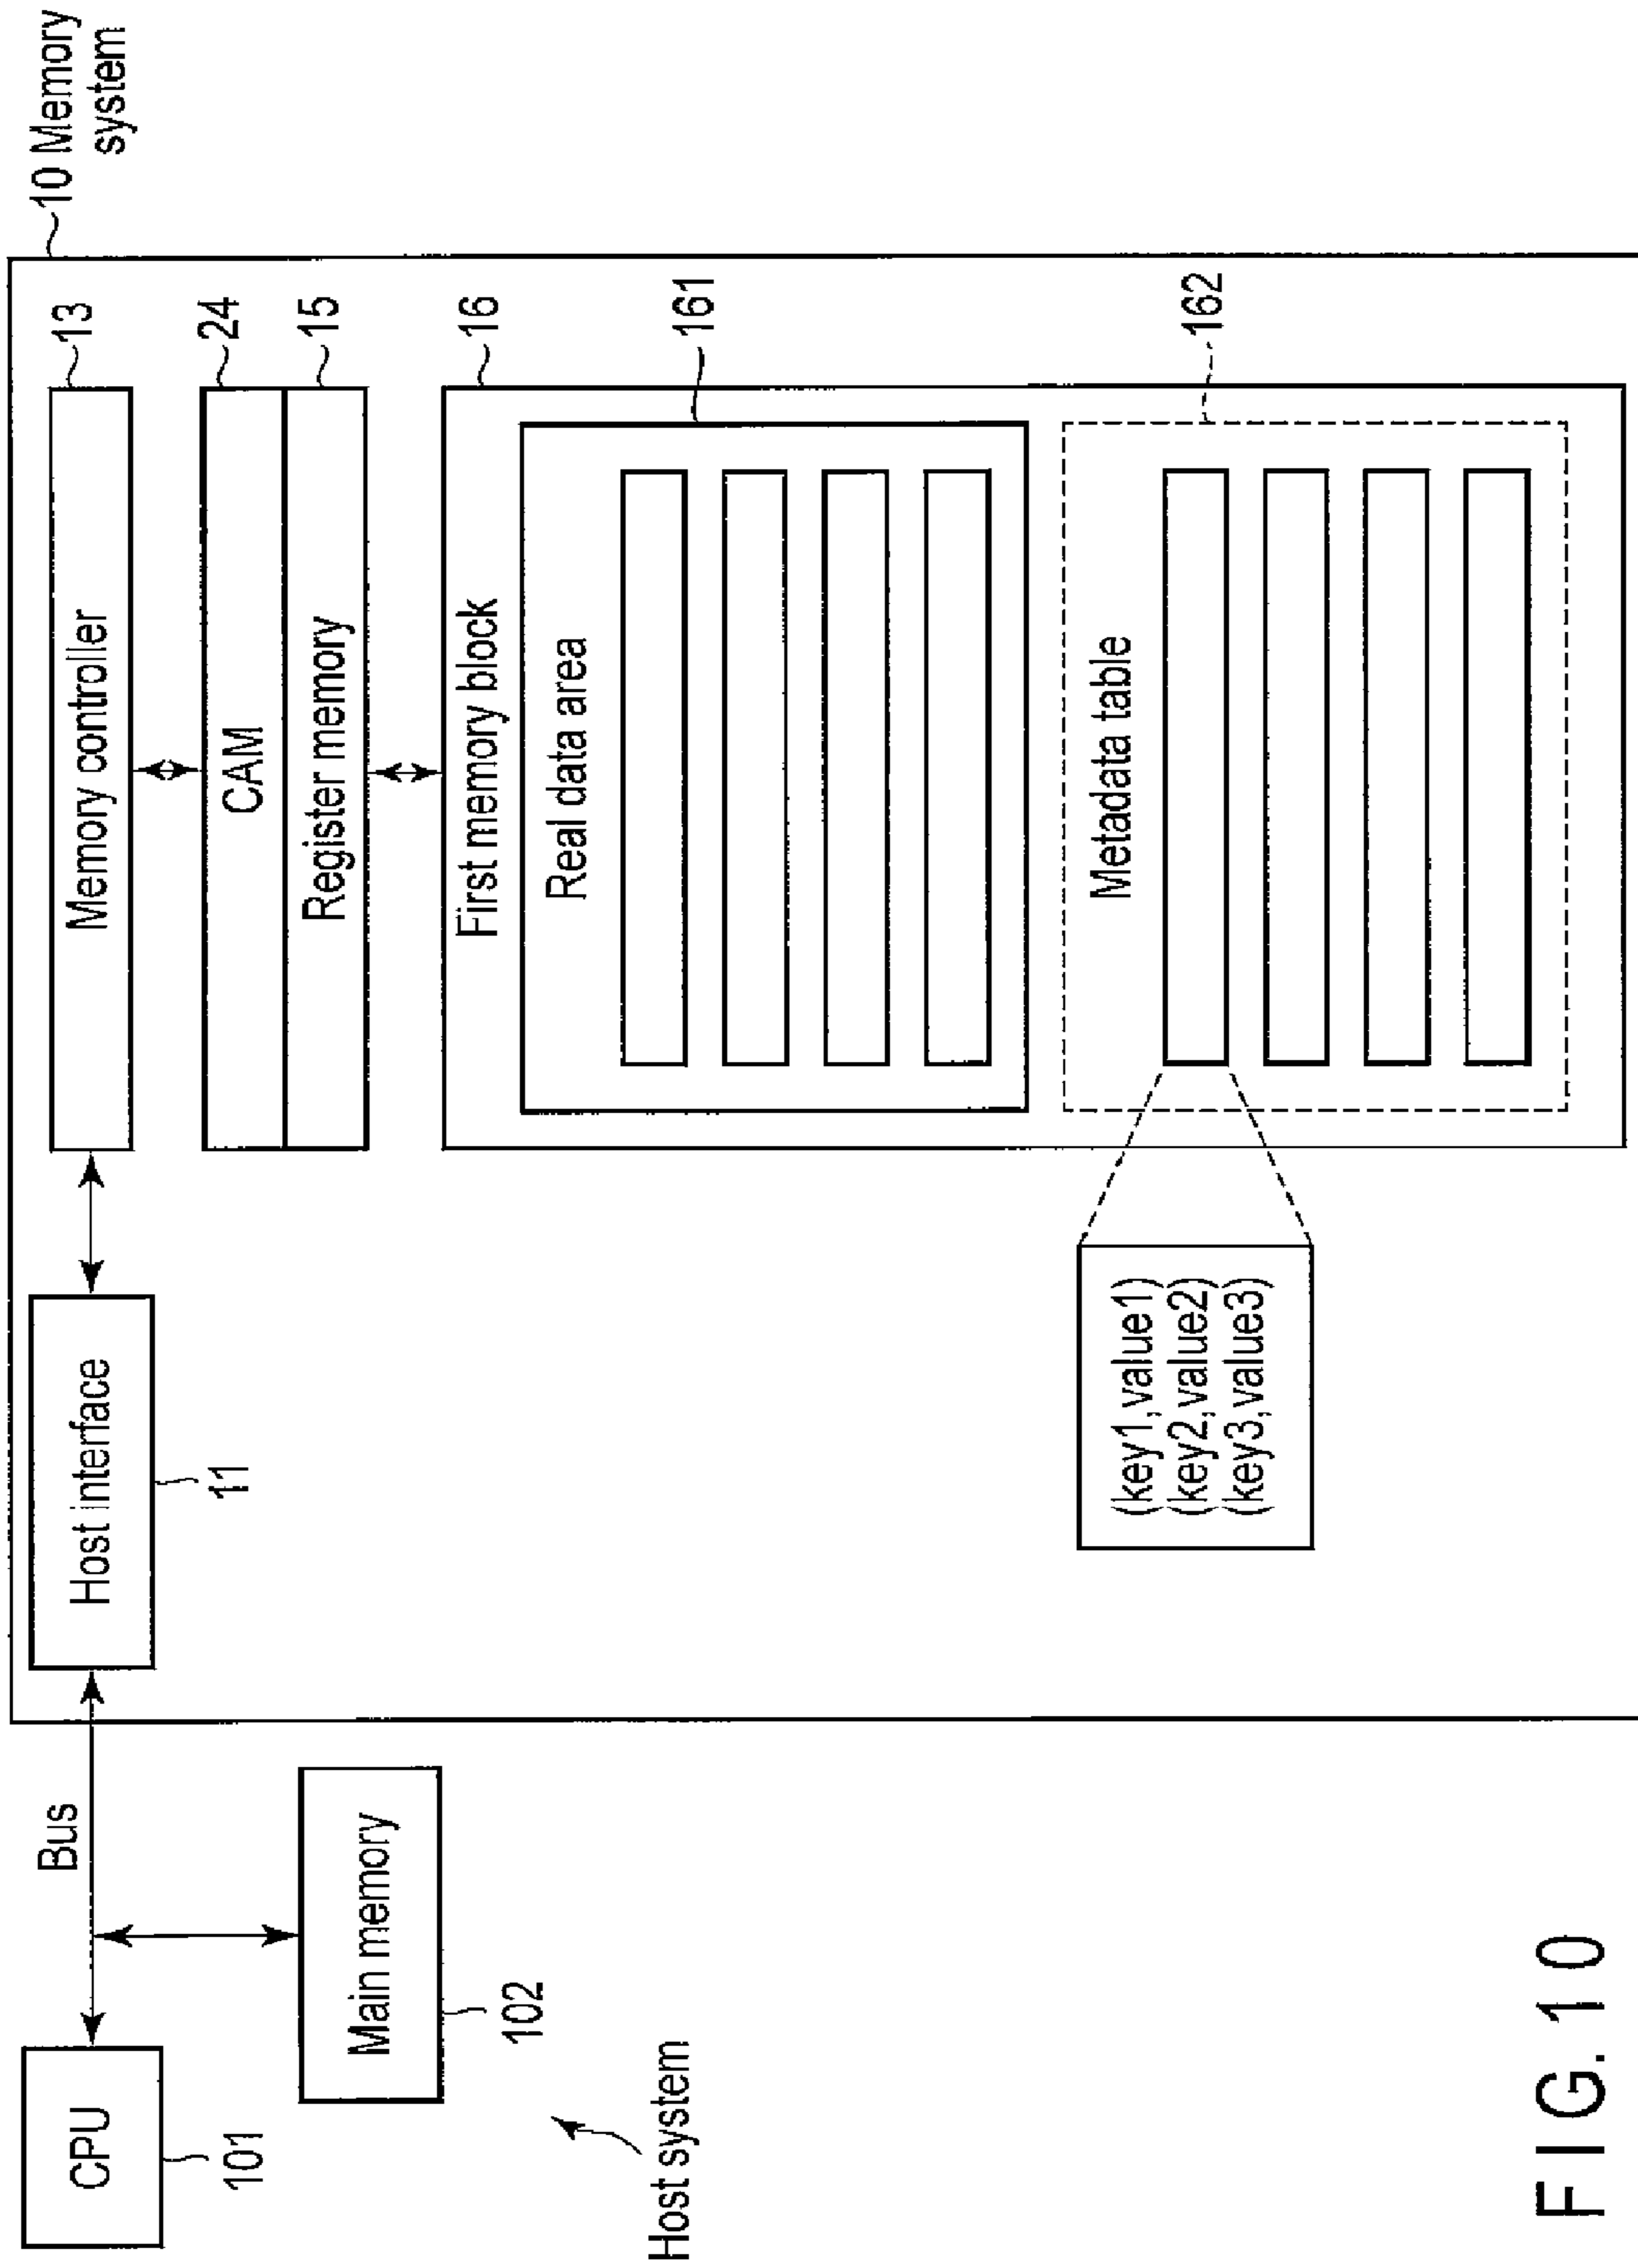 10 Memory
system
CPU
101
Bus
Main memory
102
Host system
Host interface
11
Memory controller
13
CAM
24
Register memory
15
First memory block
16
Real data area
161
Metadata table
162
(key1,value1)
(key2,value2)
(key3,value3)
FIG. 10